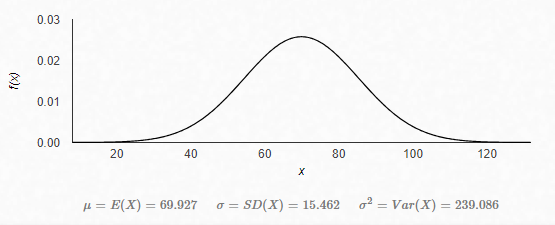 0.03
0.02
0.01
0.00
f(x)
20 40 60 80 100 120
x
μ = E(X) = 69.927 σ = SD(X) = 15.462 σ² = Var(X) = 239.086